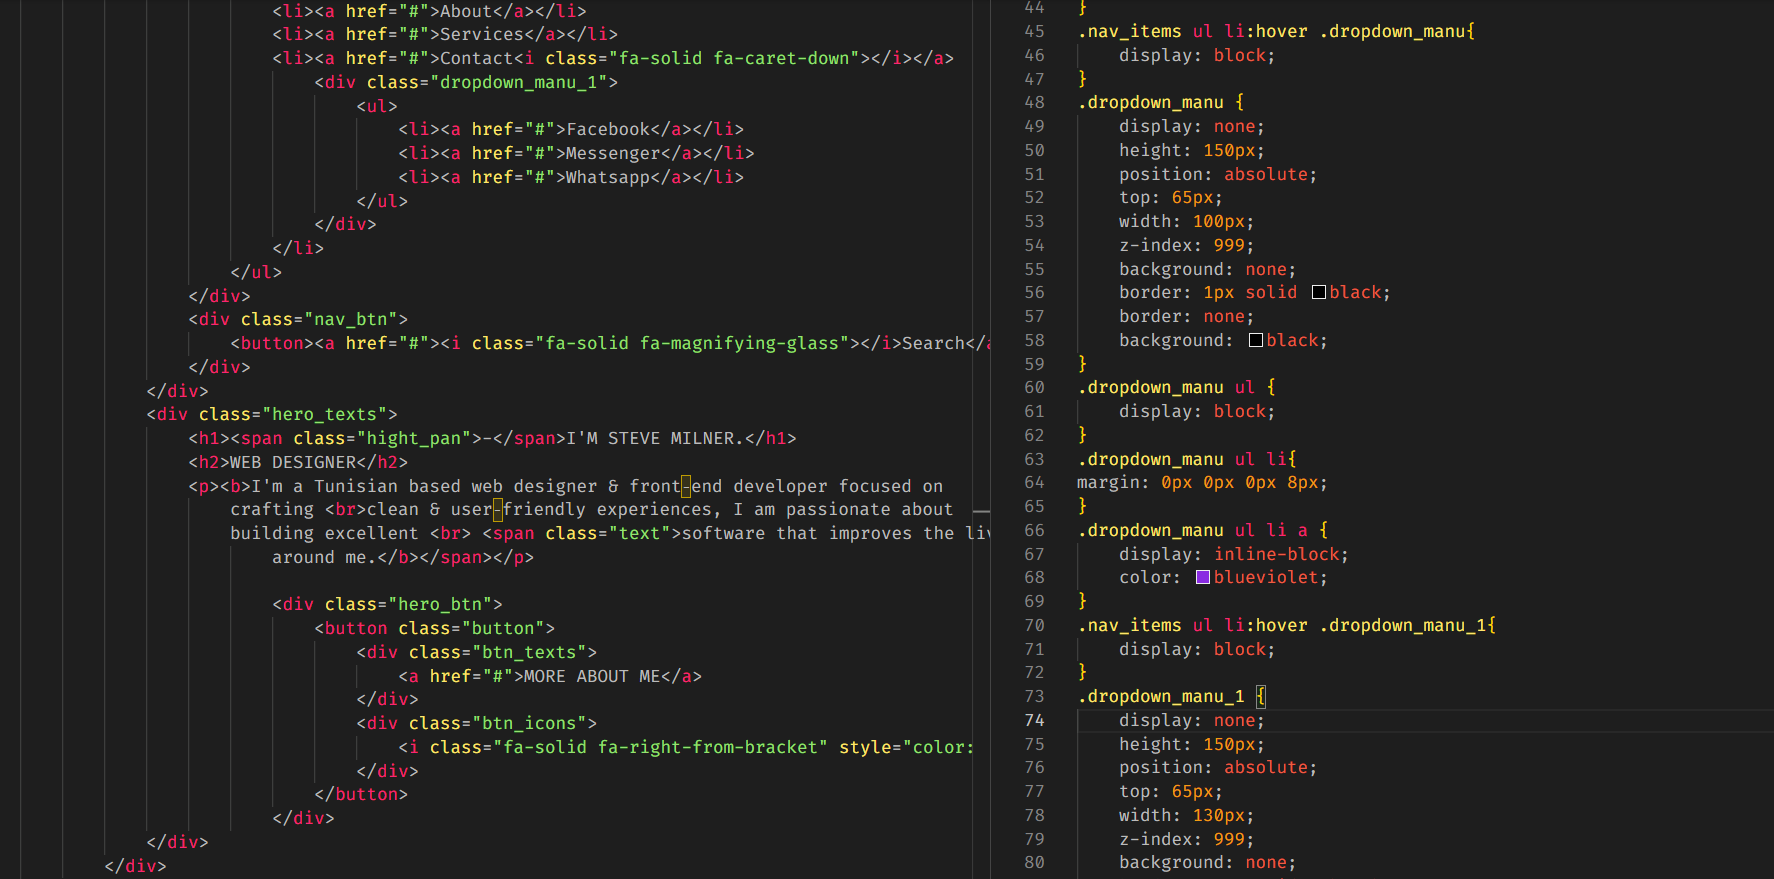 <li><a href="#">About</a></li>
<li><a href="#">Services</a></li>
<li><a href="#">Contact<i class="fa-solid fa-caret-down"></i></a>
<div class="dropdown_manu_1">
<ul>
<li><a href="#">Facebook</a></li>
<li><a href="#">Messenger</a></li>
<li><a href="#">Whatsapp</a></li>
</ul>
</div>
</li>
</ul>
</div>
<div class="nav_btn">
<button><a href="#"><i class="fa-solid fa-magnifying-glass"></i>Search</a
</div>
</div>
<div class="hero_texts">
<h1><span class="hight_pan">-</span>I'M STEVE MILNER.</h1>
<h2>WEB DESIGNER</h2>
<p><b>I'm a Tunisian based web designer & front-end developer focused on
crafting <br>clean & user-friendly experiences, I am passionate about
building excellent <br> <span class="text">software that improves the liv
around me.</b></span></p>
<div class="hero_btn">
<button class="button">
<div class="btn_texts">
<a href="#">MORE ABOUT ME</a>
</div>
<div class="btn_icons">
<i class="fa-solid fa-right-from-bracket" style="color:
</div>
</button>
</div>
</div>
</div>
44 }
45 .nav_items ul li:hover .dropdown_manu{
46 display: block;
47 }
48 .dropdown_manu {
49 display: none;
50 height: 150px;
51 position: absolute;
52 top: 65px;
53 width: 100px;
54 z-index: 999;
55 background: none;
56 border: 1px solid black;
57 border: none;
58 background: black;
59 }
60 .dropdown_manu ul {
61 display: block;
62 }
63 .dropdown_manu ul li{
64 margin: 0px 0px 0px 8px;
65 }
66 .dropdown_manu ul li a {
67 display: inline-block;
68 color: blueviolet;
69 }
70 .nav_items ul li:hover .dropdown_manu_1{
71 display: block;
72 }
73 .dropdown_manu_1 {
74 display: none;
75 height: 150px;
76 position: absolute;
77 top: 65px;
78 width: 130px;
79 z-index: 999;
80 background: none;